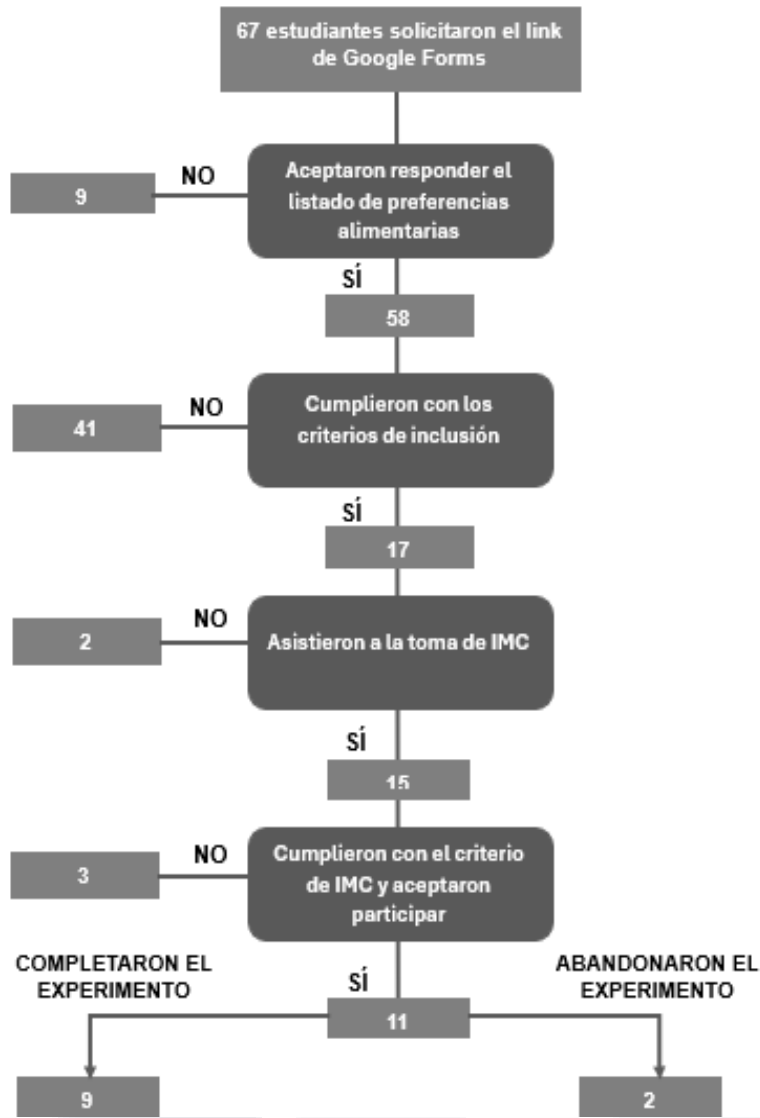 67 estudiantes solicitaron el link
de Google Forms
NO
9
Aceptaron responder el
listado de preferencias
alimentarias
SÍ
58
NO
41
Cumplieron con los
criterios de inclusión
SÍ
17
NO
2
Asistieron a la toma de IMC
SÍ
15
NO
3
Cumplieron con el criterio
de IMC y aceptaron
participar
COMPLETARON EL
EXPERIMENTO
SÍ
11
ABANDONARON EL
EXPERIMENTO
9
2